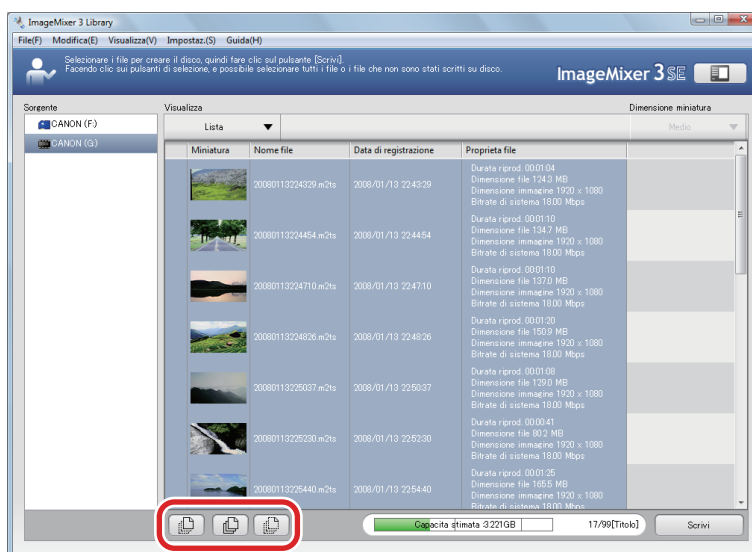 ImageMixer 3 Library
File(F) Modifica(E) Visualizza(V) Impostaz.(S) Guida(H)
Selezionare i file per creare il disco, quindi fare clic sul pulsante [Scrivi].
Facendo clic sui pulsanti di selezione, e possibile selezionare tutti i file o i file che non sono stati scritti su disco.
ImageMixer 3 SE
Sorgente Visualizza Dimensione miniatura
CANON (F:) Lista Medio
CANON (G:)
Miniatura Nome file Data di registrazione Proprieta file
Durata riprod. 00:01:04
Dimensione file 124.3 MB
20080113224329.m2ts 2008/01/13 22:43:29
Dimensione immagine 1920 x 1080
Bitrate di sistema 18.00 Mbps
Durata riprod. 00:01:10
Dimensione file 134.7 MB
20080113224454.m2ts 2008/01/13 22:44:54
Dimensione immagine 1920 x 1080
Bitrate di sistema 18.00 Mbps
Durata riprod. 00:01:10
Dimensione file 137.0 MB
20080113224710.m2ts 2008/01/13 22:47:10
Dimensione immagine 1920 x 1080
Bitrate di sistema 18.00 Mbps
Durata riprod. 00:01:20
Dimensione file 150.9 MB
20080113224826.m2ts 2008/01/13 22:48:26
Dimensione immagine 1920 x 1080
Bitrate di sistema 18.00 Mbps
Durata riprod. 00:01:08
Dimensione file 129.0 MB
20080113225037.m2ts 2008/01/13 22:50:37
Dimensione immagine 1920 x 1080
Bitrate di sistema 18.00 Mbps
Durata riprod. 00:00:41
Dimensione file 80.2 MB
20080113225230.m2ts 2008/01/13 22:52:30
Dimensione immagine 1920 x 1080
Bitrate di sistema 18.00 Mbps
Durata riprod. 00:01:25
Dimensione file 165.5 MB
20080113225440.m2ts 2008/01/13 22:54:40
Dimensione immagine 1920 x 1080
Bitrate di sistema 18.00 Mbps
Capacita stimata :3.221GB 17/99[Titolo] Scrivi